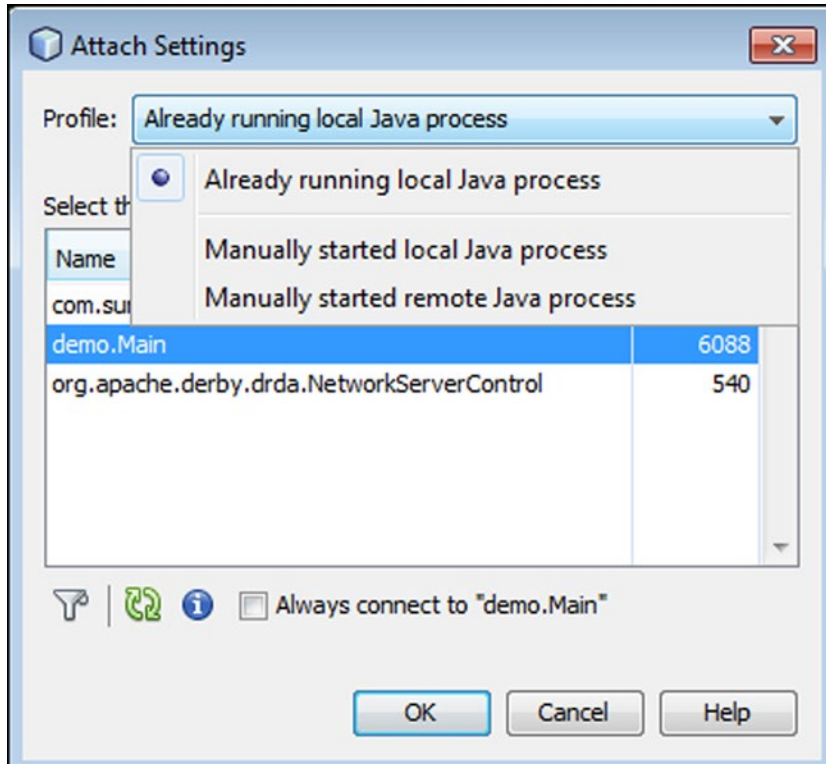 Attach Settings
Profile: Already running local Java process
Already running local Java process
Select th
Manually started local Java process
Name
Manually started remote Java process
com.su
demo.Main 6088
org.apache.derby.drda.NetworkServerControl 540
Always connect to "demo.Main"
OK Cancel Help